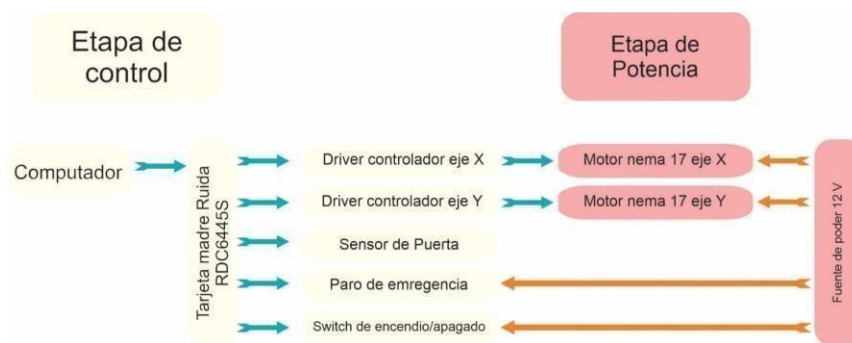 Etapa de
control
Etapa de
Potencia
Computador
Tarjeta madre Ruida
RDC6445S
Driver controlador eje X
Motor nema 17 eje X
Driver controlador eje Y
Motor nema 17 eje Y
Sensor de Puerta
Paro de emregencia
Switch de encendio/apagado
Fuente de poder 12 V